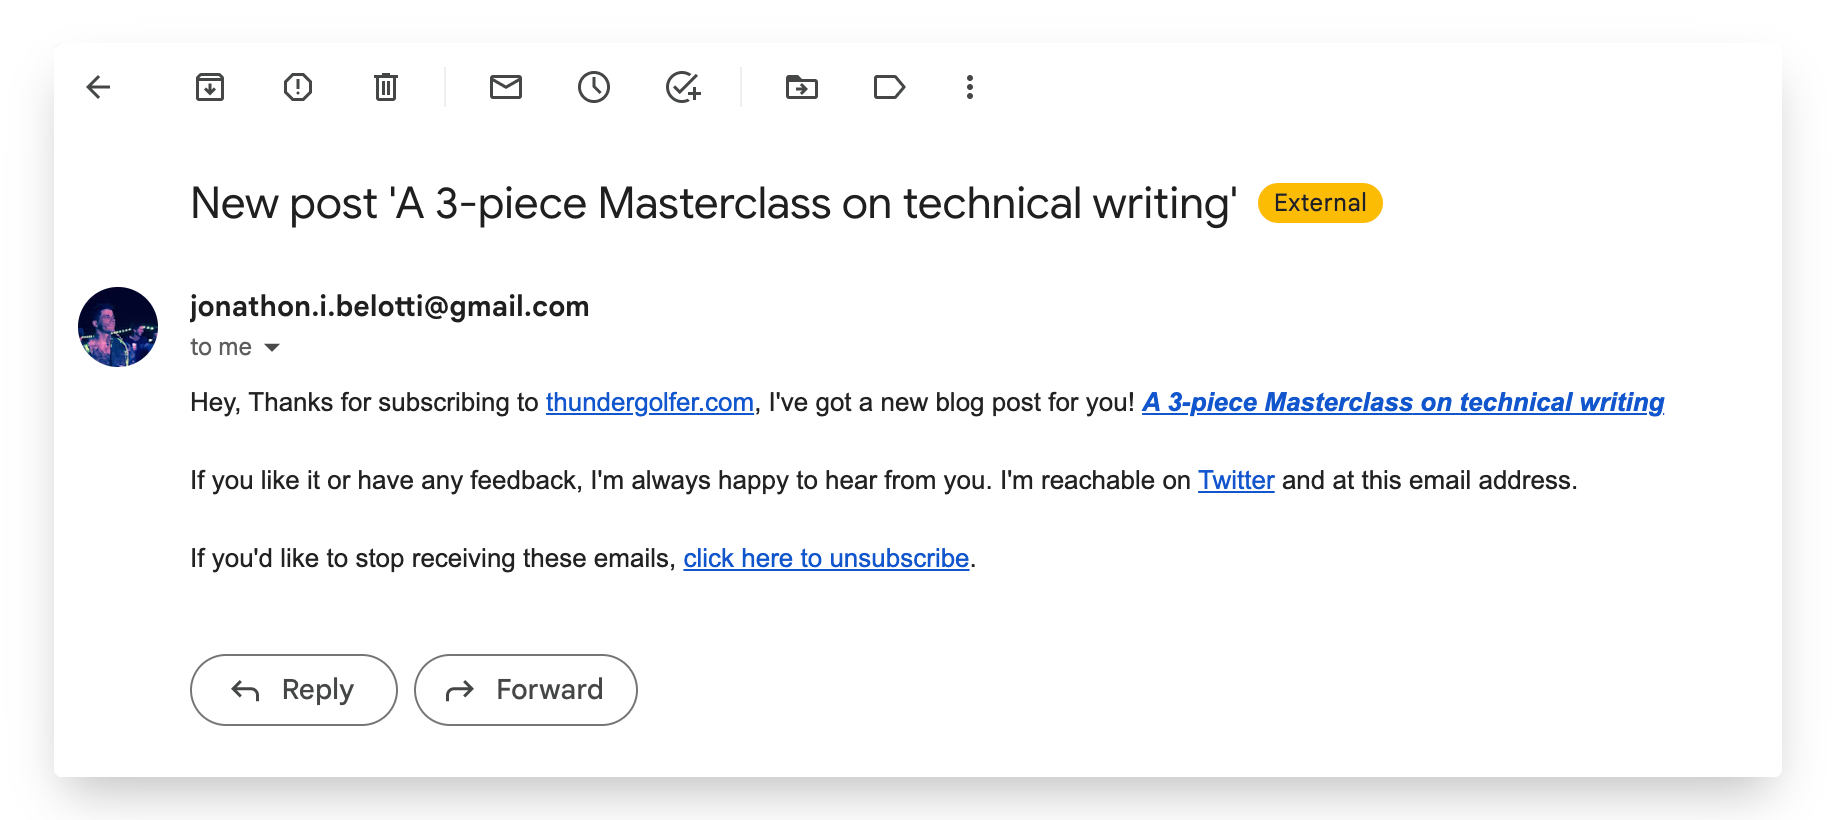 New post 'A 3-piece Masterclass on technical writing' External
jonathon.i.belotti@gmail.com
to me
Hey, Thanks for subscribing to thundergolfer.com, I've got a new blog post for you! A 3-piece Masterclass on technical writing
If you like it or have any feedback, I'm always happy to hear from you. I'm reachable on Twitter and at this email address.
If you'd like to stop receiving these emails, click here to unsubscribe.
Reply Forward